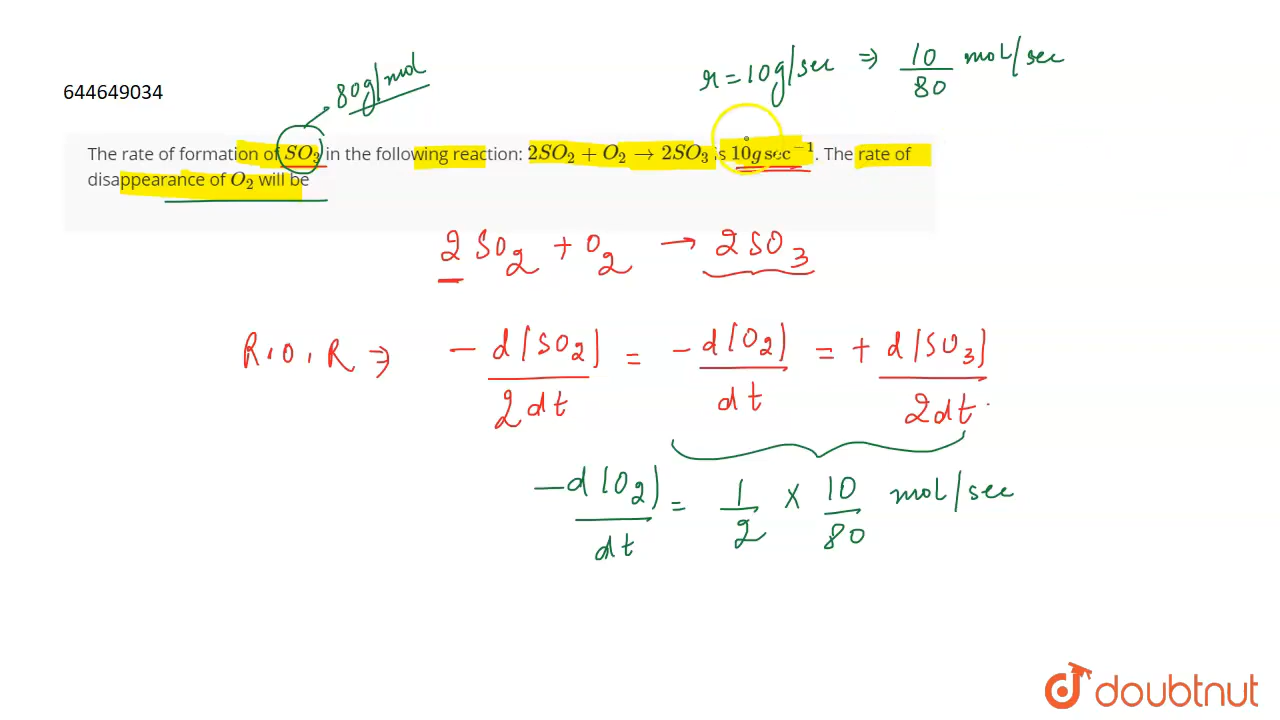 r = 10g/sec ⇒ 10/80 mol/sec
80g/mol
644649034
The rate of formation of SO₃ in the following reaction: 2SO₂ + O₂ → 2SO₃ is 10g sec⁻¹. The rate of
disappearance of O₂ will be
2SO₂ + O₂ → 2SO₃
R.O.R ⇒ - d[SO₂]/2dt = - d[O₂]/dt = + d[SO₃]/2dt
-d[O₂]/dt = 1/2 × 10/80 mol/sec
doubtnut